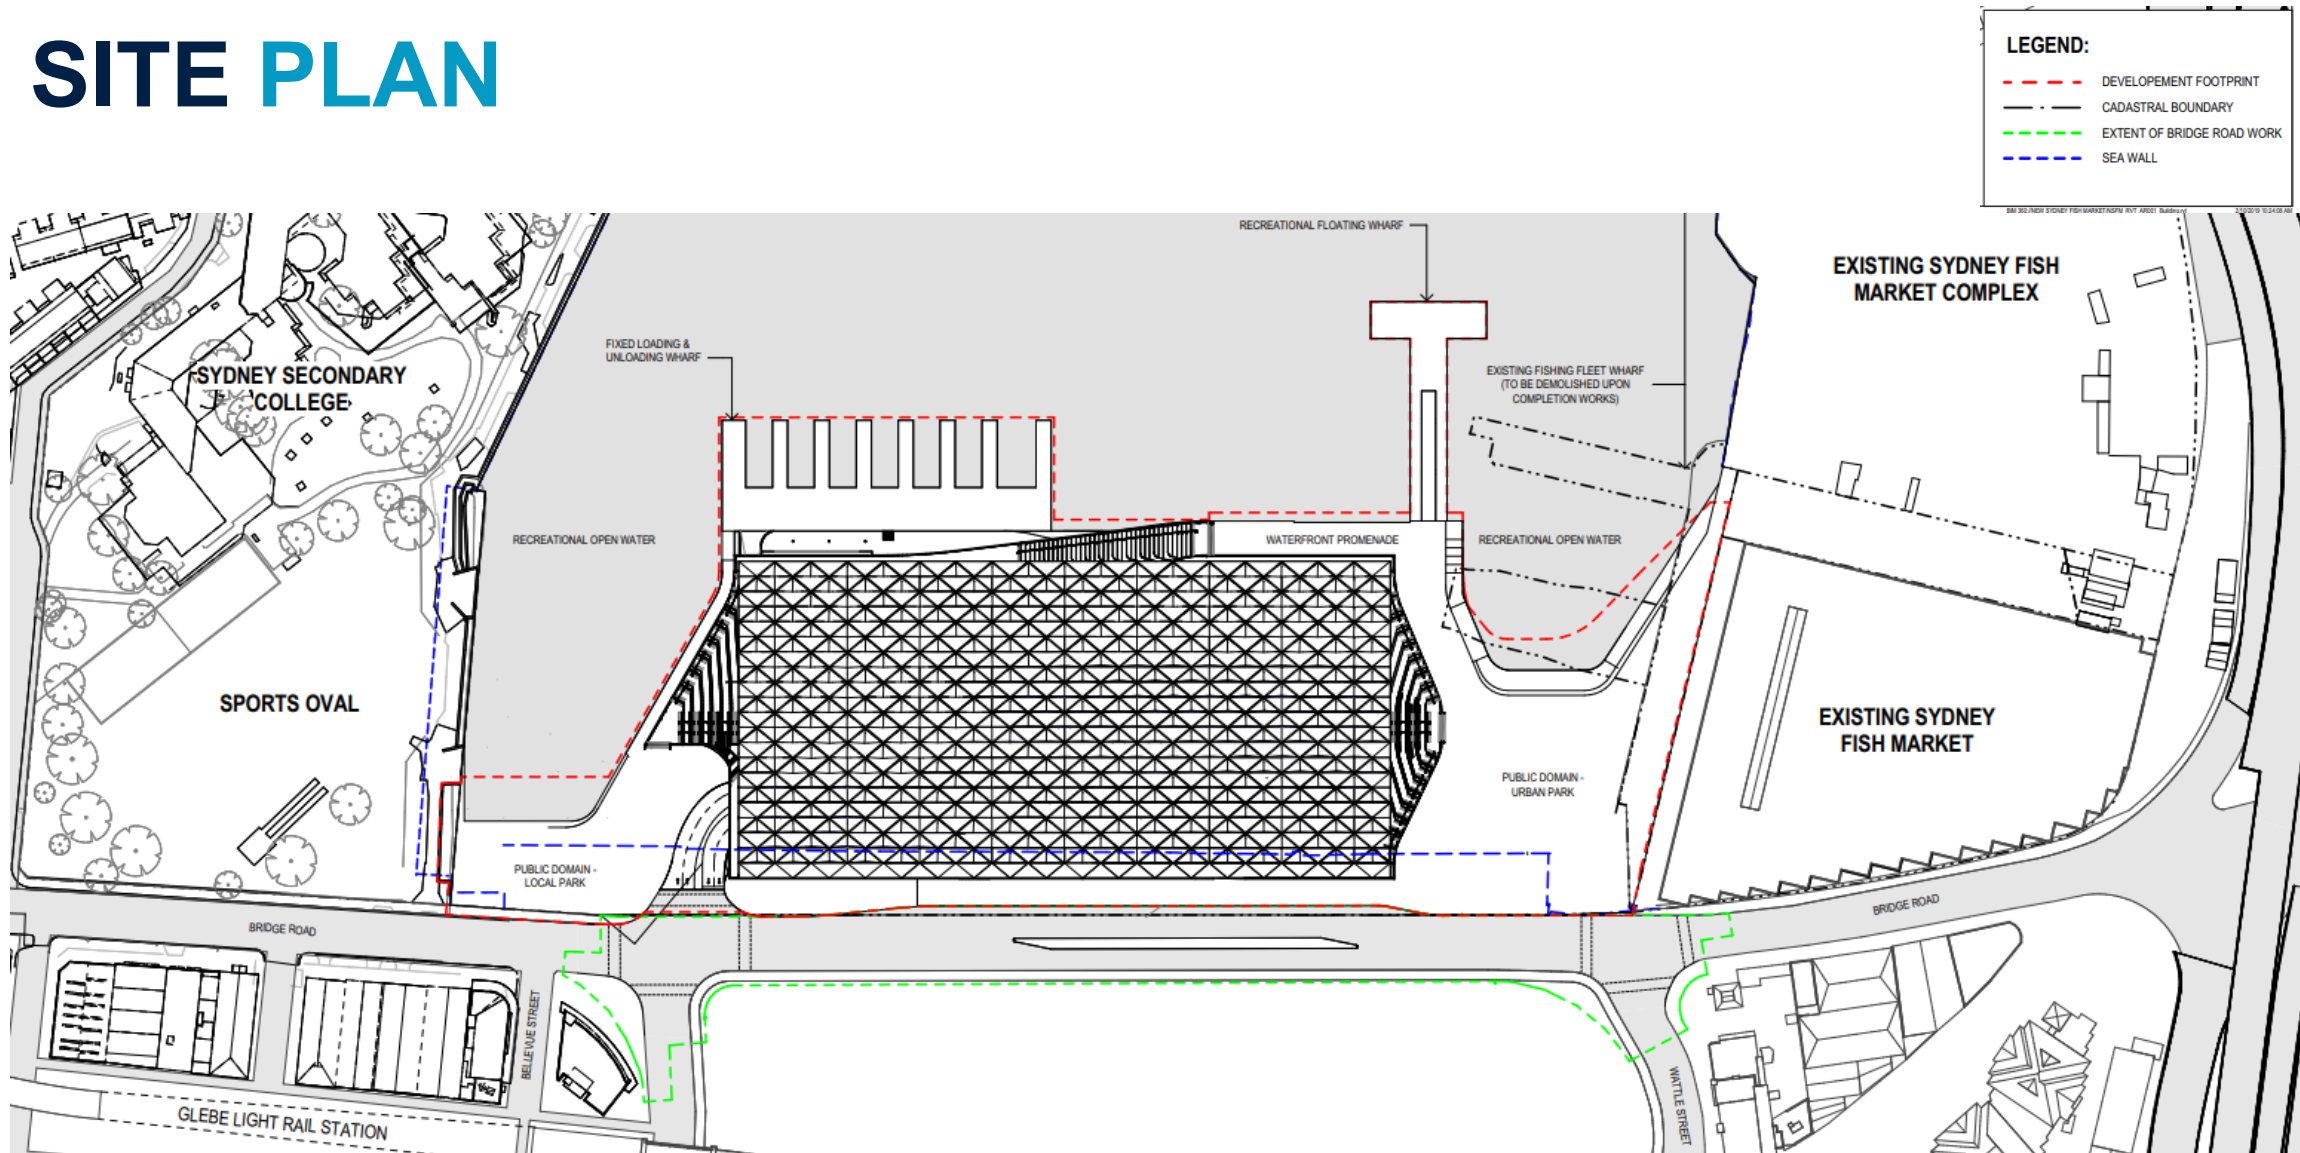 SITE PLAN
LEGEND:
DEVELOPEMENT FOOTPRINT
CADASTRAL BOUNDARY
EXTENT OF BRIDGE ROAD WORK
SEA WALL
RECREATIONAL FLOATING WHARF
EXISTING SYDNEY FISH
MARKET COMPLEX
FIXED LOADING &
UNLOADING WHARF
EXISTING FISHING FLEET WHARF
(TO BE DEMOLISHED UPON
COMPLETION WORKS)
SYDNEY SECONDARY
COLLEGE
RECREATIONAL OPEN WATER
WATERFRONT PROMENADE
RECREATIONAL OPEN WATER
SPORTS OVAL
EXISTING SYDNEY
FISH MARKET
PUBLIC DOMAIN -
URBAN PARK
PUBLIC DOMAIN -
LOCAL PARK
BRIDGE ROAD
BRIDGE ROAD
BELLEVUE STREET
WATTLE STREET
GLEBE LIGHT RAIL STATION